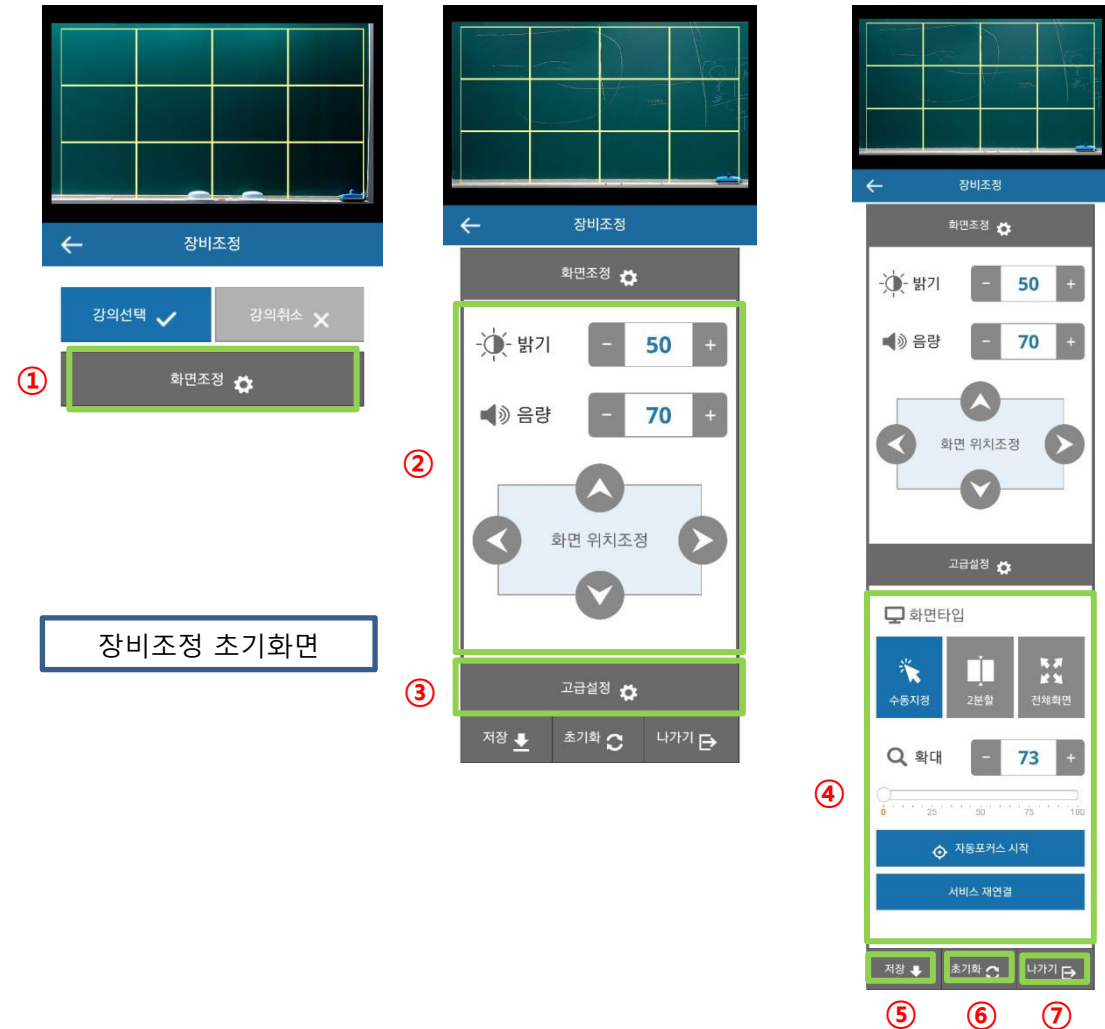 장비조정
강의선택
강의취소
①
화면조정
장비조정 초기화면
장비조정
화면조정
②
밝기 - 50 +
음량 - 70 +
화면 위치조정
③
고급설정
저장 초기화 나가기
장비조정
화면조정
밝기 - 50 +
음량 - 70 +
화면 위치조정
고급설정
④
화면타입
수동지정 2분할 전체화면
확대 - 73 +
0 25 50 75 100
자동포커스 시작
서비스 재연결
저장 초기화 나가기
⑤ ⑥ ⑦